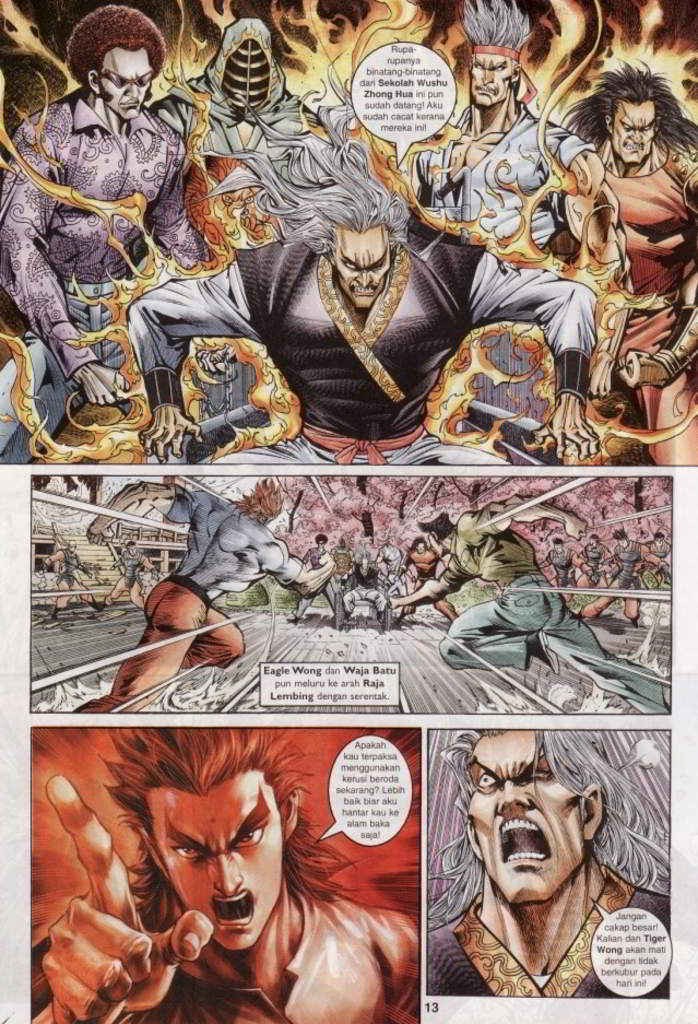 Rupa-
rupanya
binatang-binatang
dari Sekolah Wushu
Zhong Hua ini pun
sudah datang! Aku
sudah cacat kerana
mereka ini!
Eagle Wong dan Waja Batu
pun meluru ke arah Raja
Lembing dengan serentak.
Apakah
kau terpaksa
menggunakan
kerusi beroda
sekarang? Lebih
baik biar aku
hantar kau ke
alam baka
saja!
Jangan
cakap besar!
Kalian dan Tiger
Wong akan mati
dengan tidak
berkubur pada
hari ini!
13